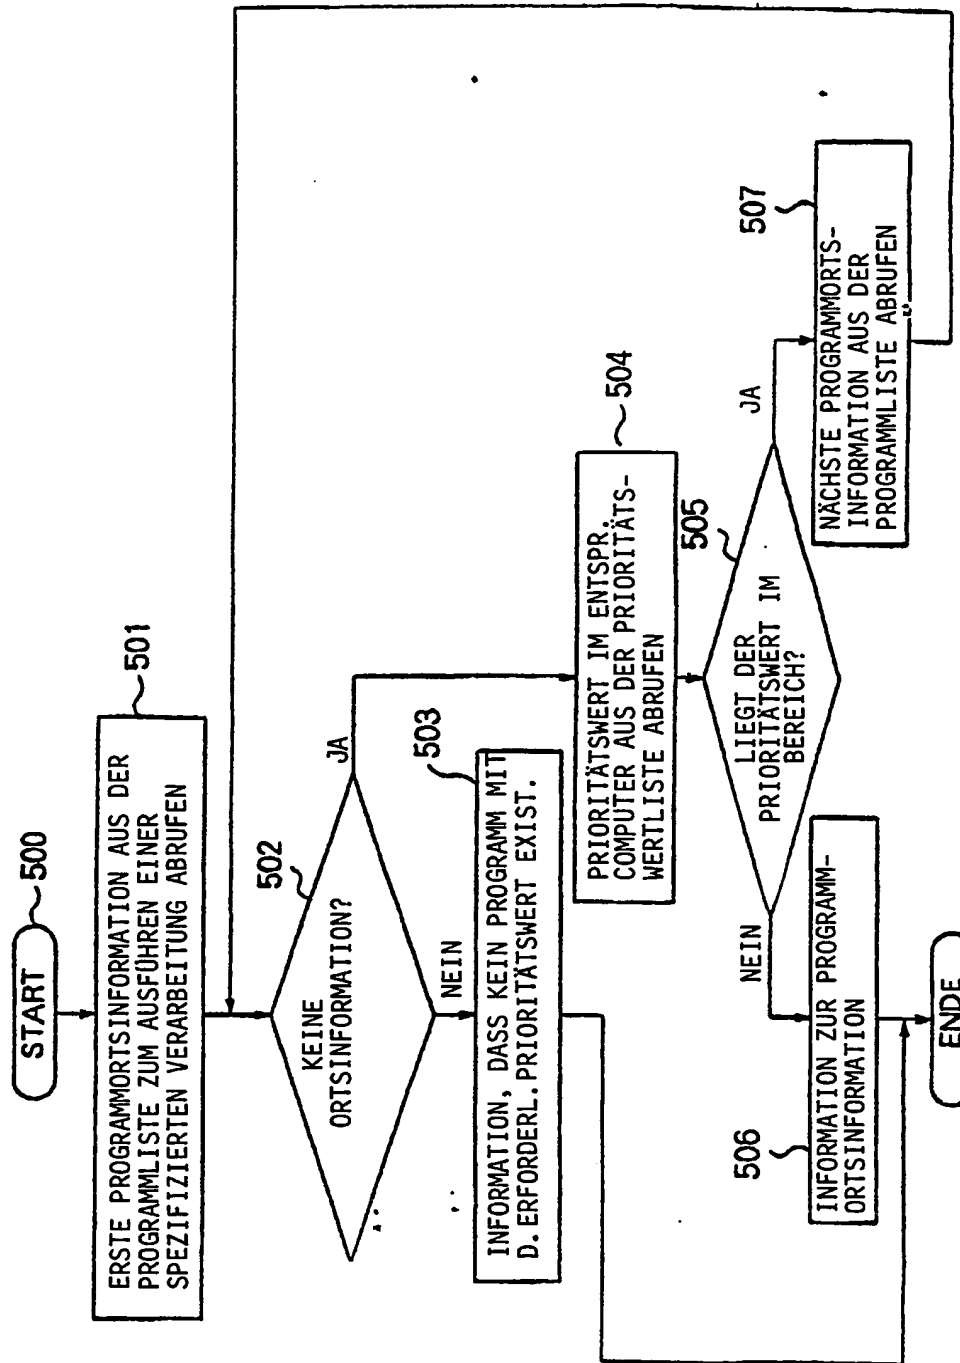 START
500
ERSTE PROGRAMMORTSINFORMATION AUS DER
PROGRAMMLISTE ZUM AUSFÜHREN EINER
SPEZIFIZIERTEN VERARBEITUNG ABRUFEN
501
KEINE
ORTSINFORMATION?
502
JA
NEIN
INFORMATION, DASS KEIN PROGRAMM MIT
D. ERFORDERL. PRIORITÄTSWERT EXIST.
503
PRIORITÄTSWERT IM ENTSPR.
COMPUTER AUS DER PRIORITÄTS-
WERTLISTE ABRUFEN
504
LIEGT DER
PRIORITÄTSWERT IM
BEREICH?
505
NEIN
JA
INFORMATION ZUR PROGRAMM-
ORTSINFORMATION
506
NÄCHSTE PROGRAMMORTS-
INFORMATION AUS DER
PROGRAMMLISTE ABRUFEN
507
ENDE